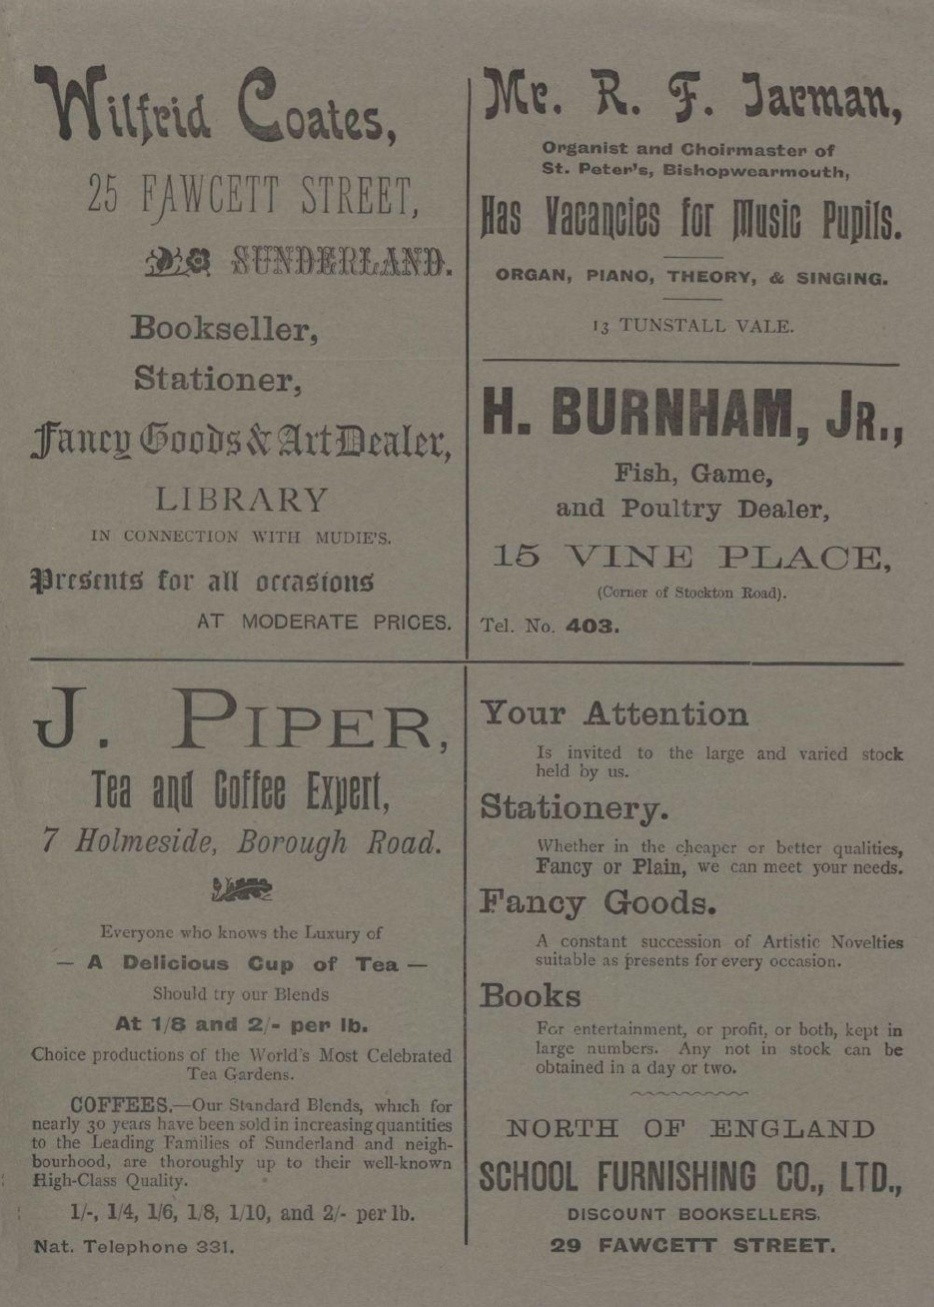 Wilfrid Coates,
25 FAWCETT STREET,
SUNDERLAND.
Bookseller,
Stationer,
Fancy Goods & Art Dealer,
LIBRARY
IN CONNECTION WITH MUDIE'S.
Presents for all occasions
AT MODERATE PRICES.
Mr. R. F. Jarman,
Organist and Choirmaster of
St. Peter's, Bishopwearmouth,
Has Vacancies for Music Pupils.
ORGAN, PIANO, THEORY, & SINGING.
13 TUNSTALL VALE.
H. BURNHAM, JR.,
Fish, Game,
and Poultry Dealer,
15 VINE PLACE,
(Corner of Stockton Road).
Tel. No. 403.
J. PIPER,
Tea and Coffee Expert,
7 Holmeside, Borough Road.
Everyone who knows the Luxury of
— A Delicious Cup of Tea —
Should try our Blends
At 1/8 and 2/- per lb.
Choice productions of the World's Most Celebrated
Tea Gardens.
COFFEES.—Our Standard Blends, which for
nearly 30 years have been sold in increasing quantities
to the Leading Families of Sunderland and neigh-
bourhood, are thoroughly up to their well-known
High-Class Quality.
1/-, 1/4, 1/6, 1/8, 1/10, and 2/- per lb.
Nat. Telephone 331.
Your Attention
Is invited to the large and varied stock
held by us.
Stationery.
Whether in the cheaper or better qualities,
Fancy or Plain, we can meet your needs.
Fancy Goods.
A constant succession of Artistic Novelties
suitable as presents for every occasion.
Books
For entertainment, or profit, or both, kept in
large numbers. Any not in stock can be
obtained in a day or two.
NORTH OF ENGLAND
SCHOOL FURNISHING CO., LTD.,
DISCOUNT BOOKSELLERS,
29 FAWCETT STREET.